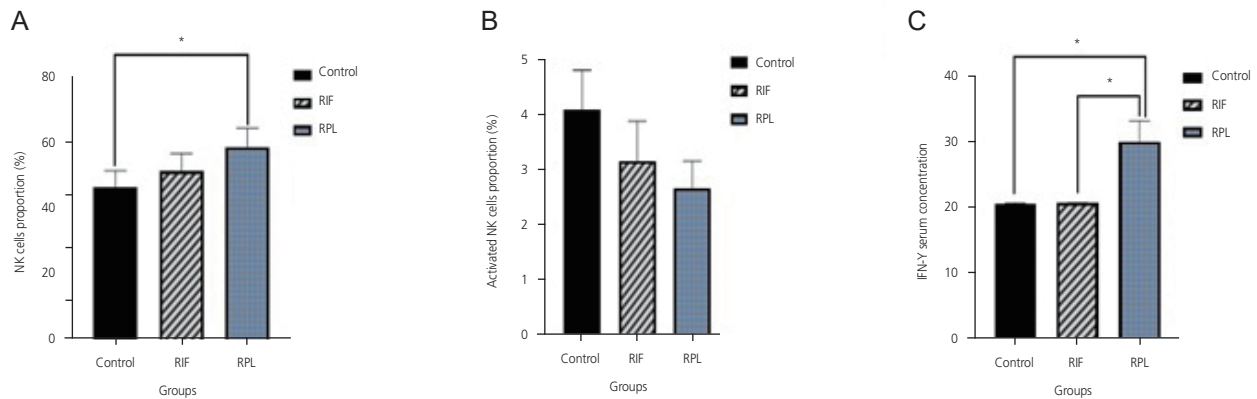 A
*
80
60
40
20
0
NK cells proportion (%)
Control
RIF
RPL
Groups
Control
RIF
RPL
B
5
4
3
2
1
0
Activated NK cells proportion (%)
Control
RIF
RPL
Groups
Control
RIF
RPL
C
*
*
40
30
20
10
0
IFN-Y serum concentration
Control
RIF
RPL
Groups
Control
RIF
RPL